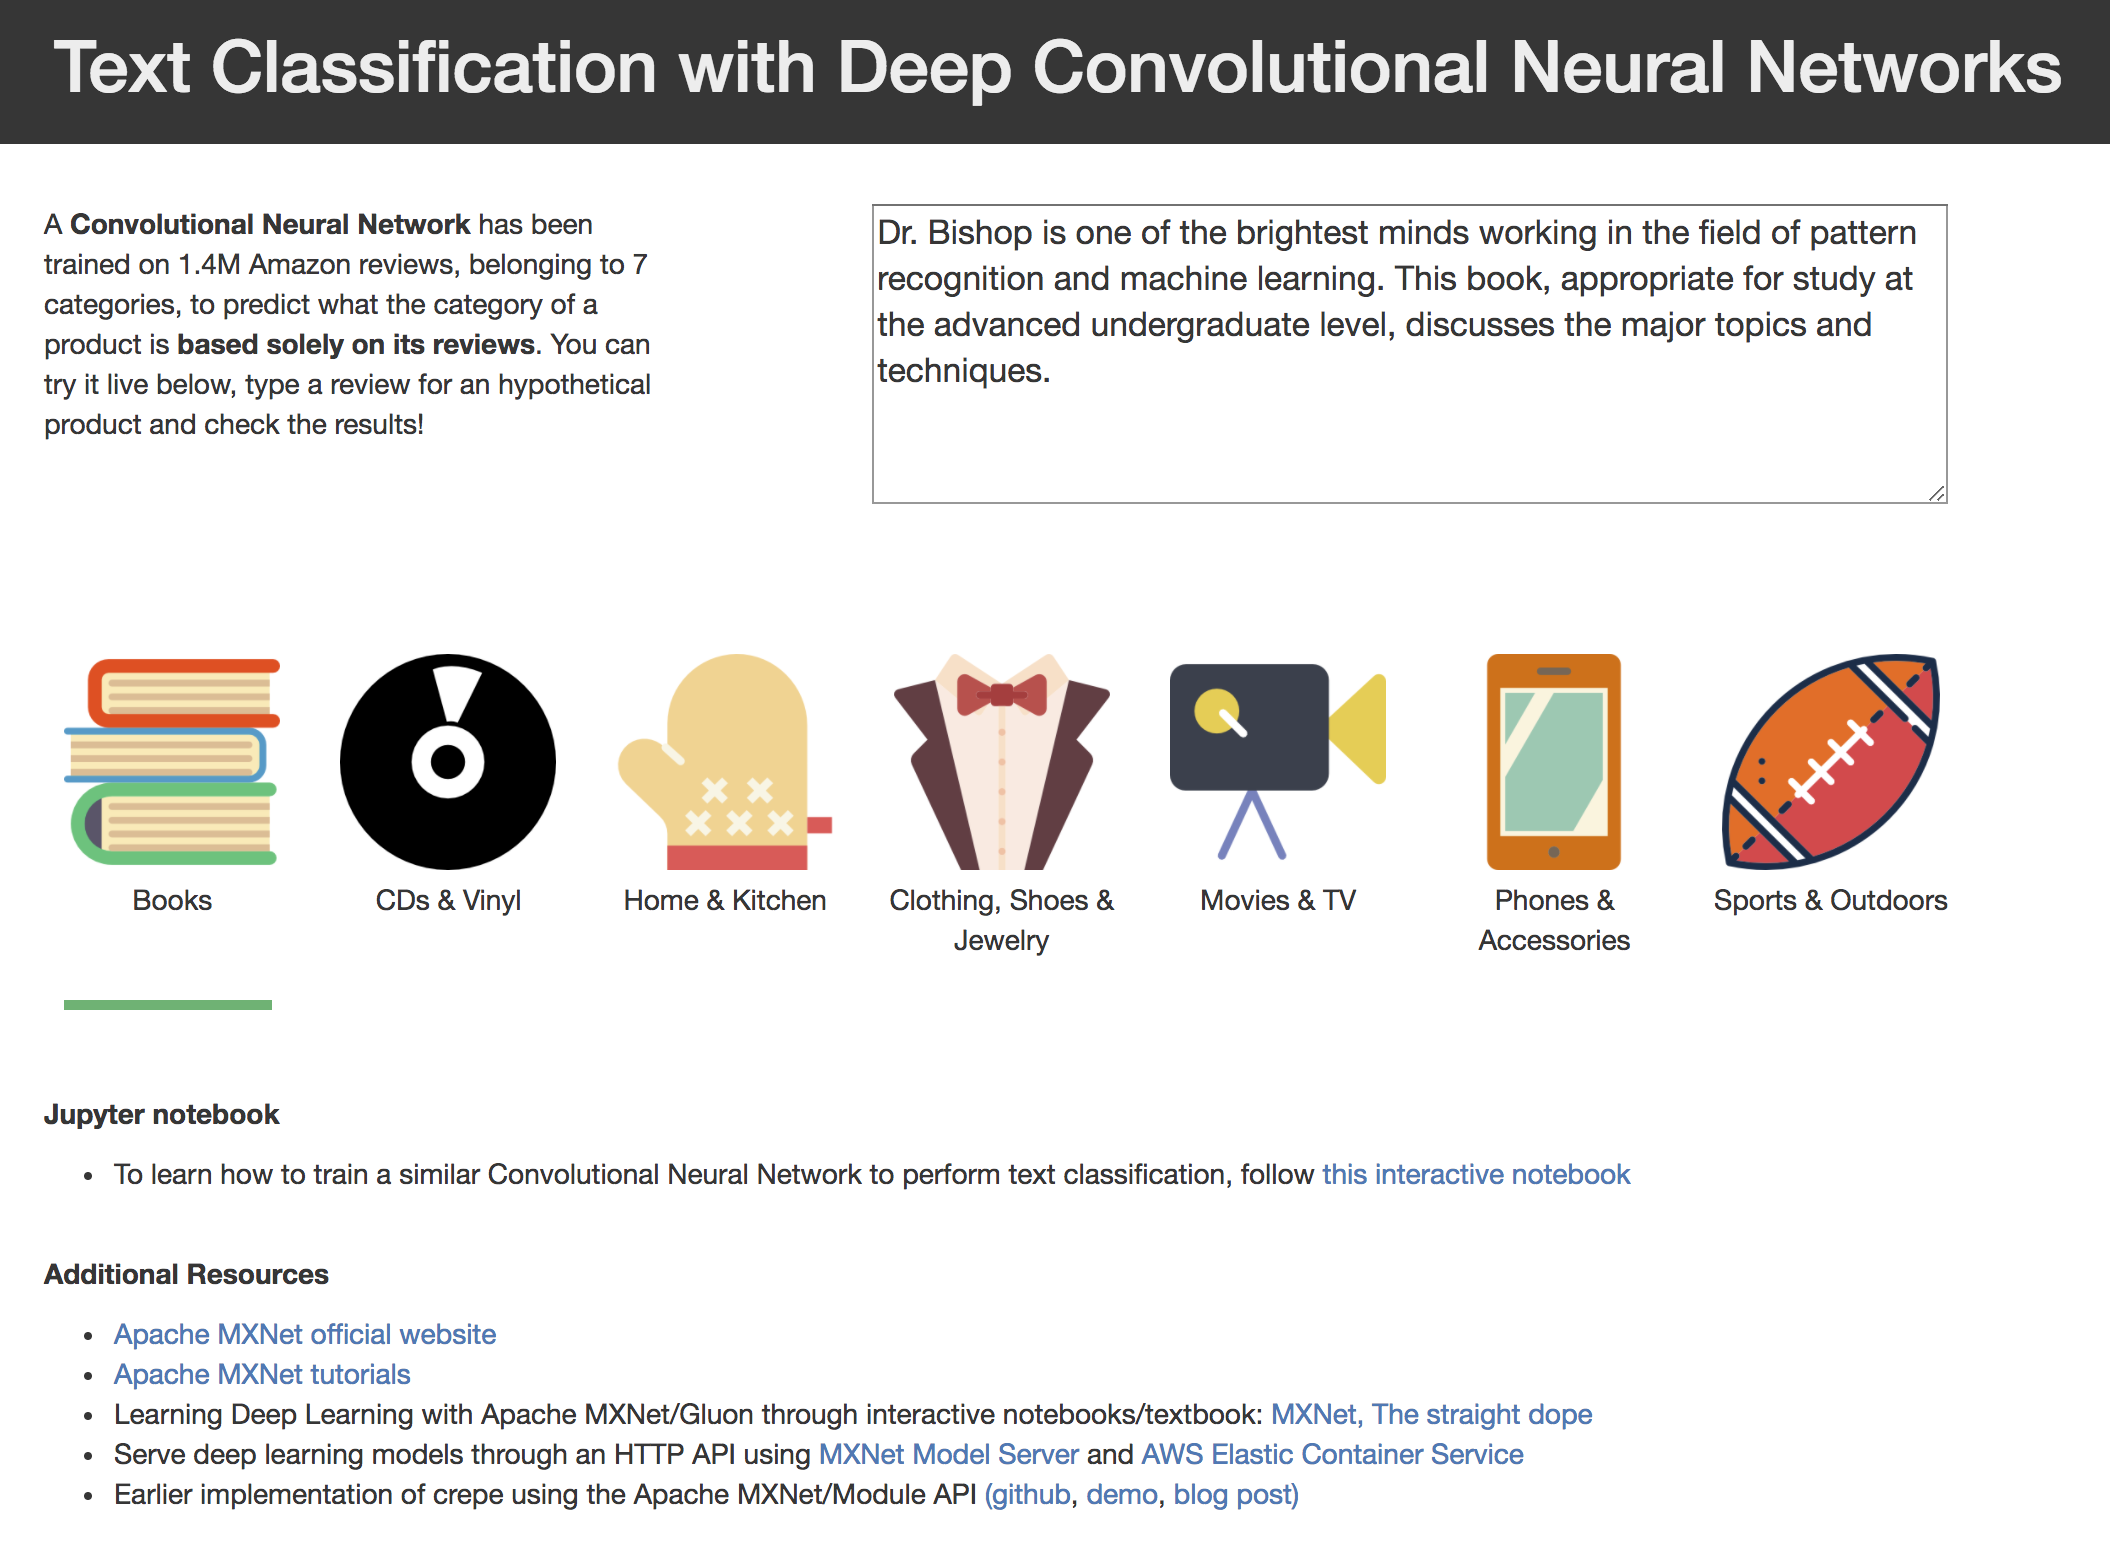 Text Classification with Deep Convolutional Neural Networks
A Convolutional Neural Network has been
trained on 1.4M Amazon reviews, belonging to 7
categories, to predict what the category of a
product is based solely on its reviews. You can
try it live below, type a review for an hypothetical
product and check the results!
Dr. Bishop is one of the brightest minds working in the field of pattern
recognition and machine learning. This book, appropriate for study at
the advanced undergraduate level, discusses the major topics and
techniques.
Books
CDs & Vinyl
Home & Kitchen
Clothing, Shoes &
Jewelry
Movies & TV
Phones &
Accessories
Sports & Outdoors
Jupyter notebook
• To learn how to train a similar Convolutional Neural Network to perform text classification, follow this interactive notebook
Additional Resources
• Apache MXNet official website
• Apache MXNet tutorials
• Learning Deep Learning with Apache MXNet/Gluon through interactive notebooks/textbook: MXNet, The straight dope
• Serve deep learning models through an HTTP API using MXNet Model Server and AWS Elastic Container Service
• Earlier implementation of crepe using the Apache MXNet/Module API (github, demo, blog post)